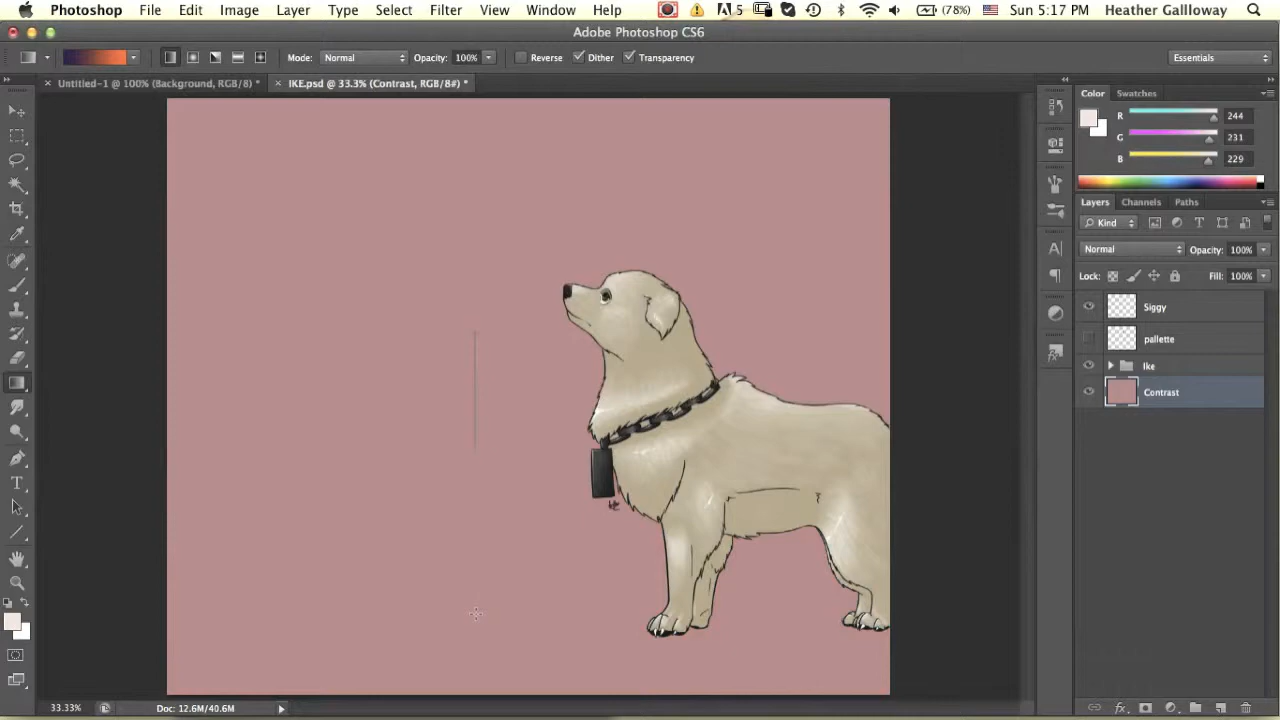 Photoshop File Edit Image Layer Type Select Filter View Window Help 5 (78%) Sun 5:17 PM Heather Gallloway
Adobe Photoshop CS6
Mode: Normal Opacity: 100% Reverse Dither Transparency Essentials
× Untitled-1 @ 100% (Background, RGB/8) * × IKE.psd @ 33.3% (Contrast, RGB/8#) *
Color Swatches
R 244
G 231
B 229
Layers Channels Paths
Kind
Normal Opacity: 100%
Lock: Fill: 100%
Siggy
pallette
Ike
Contrast
33.33% Doc: 12.6M/40.6M